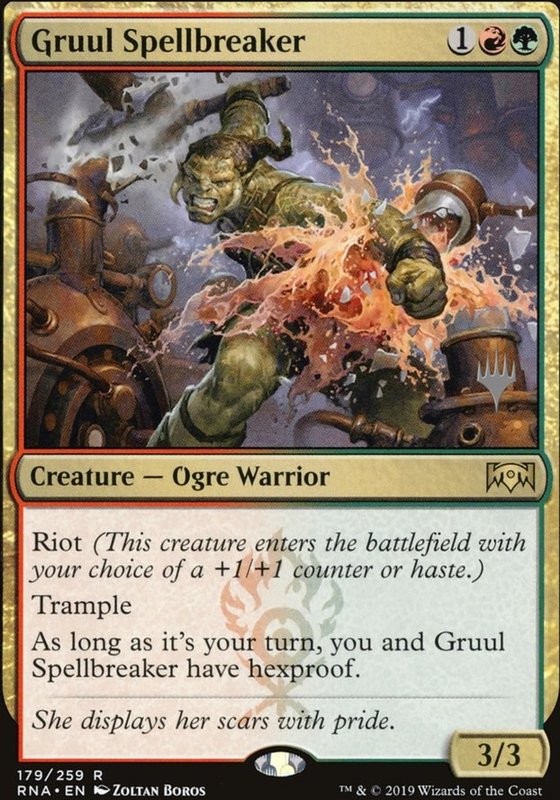 Gruul Spellbreaker 1
Creature — Ogre Warrior
Riot (This creature enters the battlefield with
your choice of a +1/+1 counter or haste.)
Trample
As long as it's your turn, you and Gruul
Spellbreaker have hexproof.
She displays her scars with pride.
3/3
179/259 R
RNA • EN Zoltan Boros
™ & © 2019 Wizards of the Coast